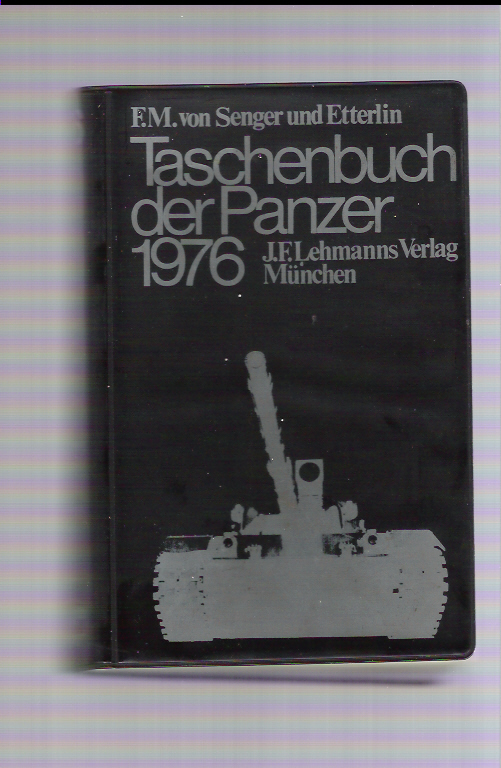 F.M. von Senger und Etterlin
Taschenbuch
der Panzer
1976
J.F. Lehmanns Verlag
München